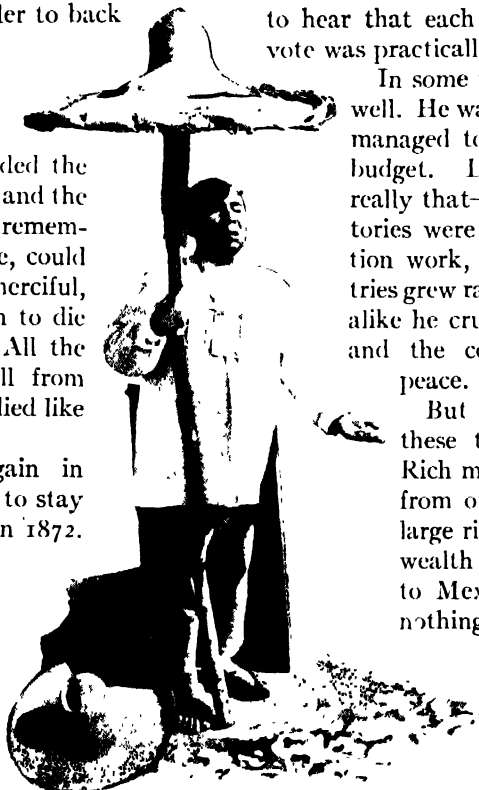 ler to back
ded the
and the
remem-
e, could
nerciful,
n to die
All the
ll from
lied like
gain in
to stay
n 1872.
to hear that each
vote was practicall
In some
well. He wa
managed to
budget. L
really that—
tories were
tion work,
tries grew ra
alike he cru
and the co
peace.
But
these t
Rich m
from o
large ri
wealth
to Mex
nothing